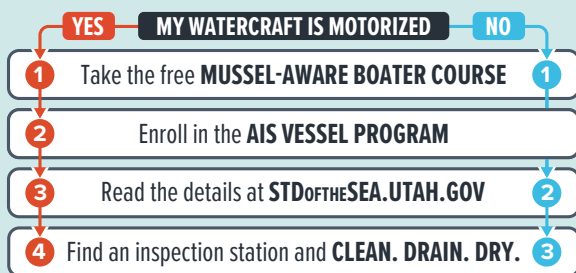 YES MY WATERCRAFT IS MOTORIZED NO
1 Take the free MUSSEL-AWARE BOATER COURSE 1
2 Enroll in the AIS VESSEL PROGRAM
3 Read the details at STDOFTHESEA.UTAH.GOV 2
4 Find an inspection station and CLEAN. DRAIN. DRY. 3